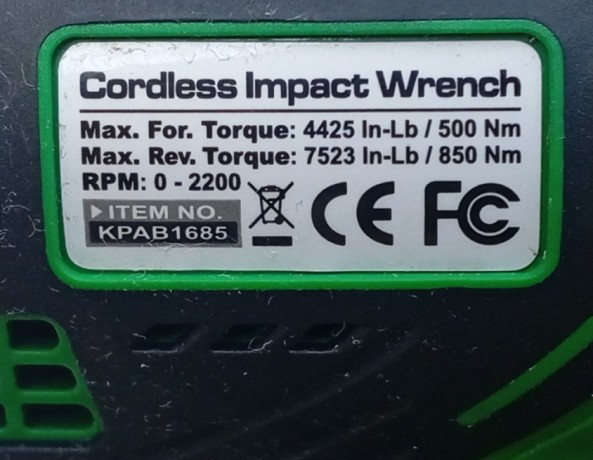 Cordless Impact Wrench
Max. For. Torque: 4425 In-Lb / 500 Nm
Max. Rev. Torque: 7523 In-Lb / 850 Nm
RPM: 0 - 2200
ITEM NO.
KPAB1685
CE FC